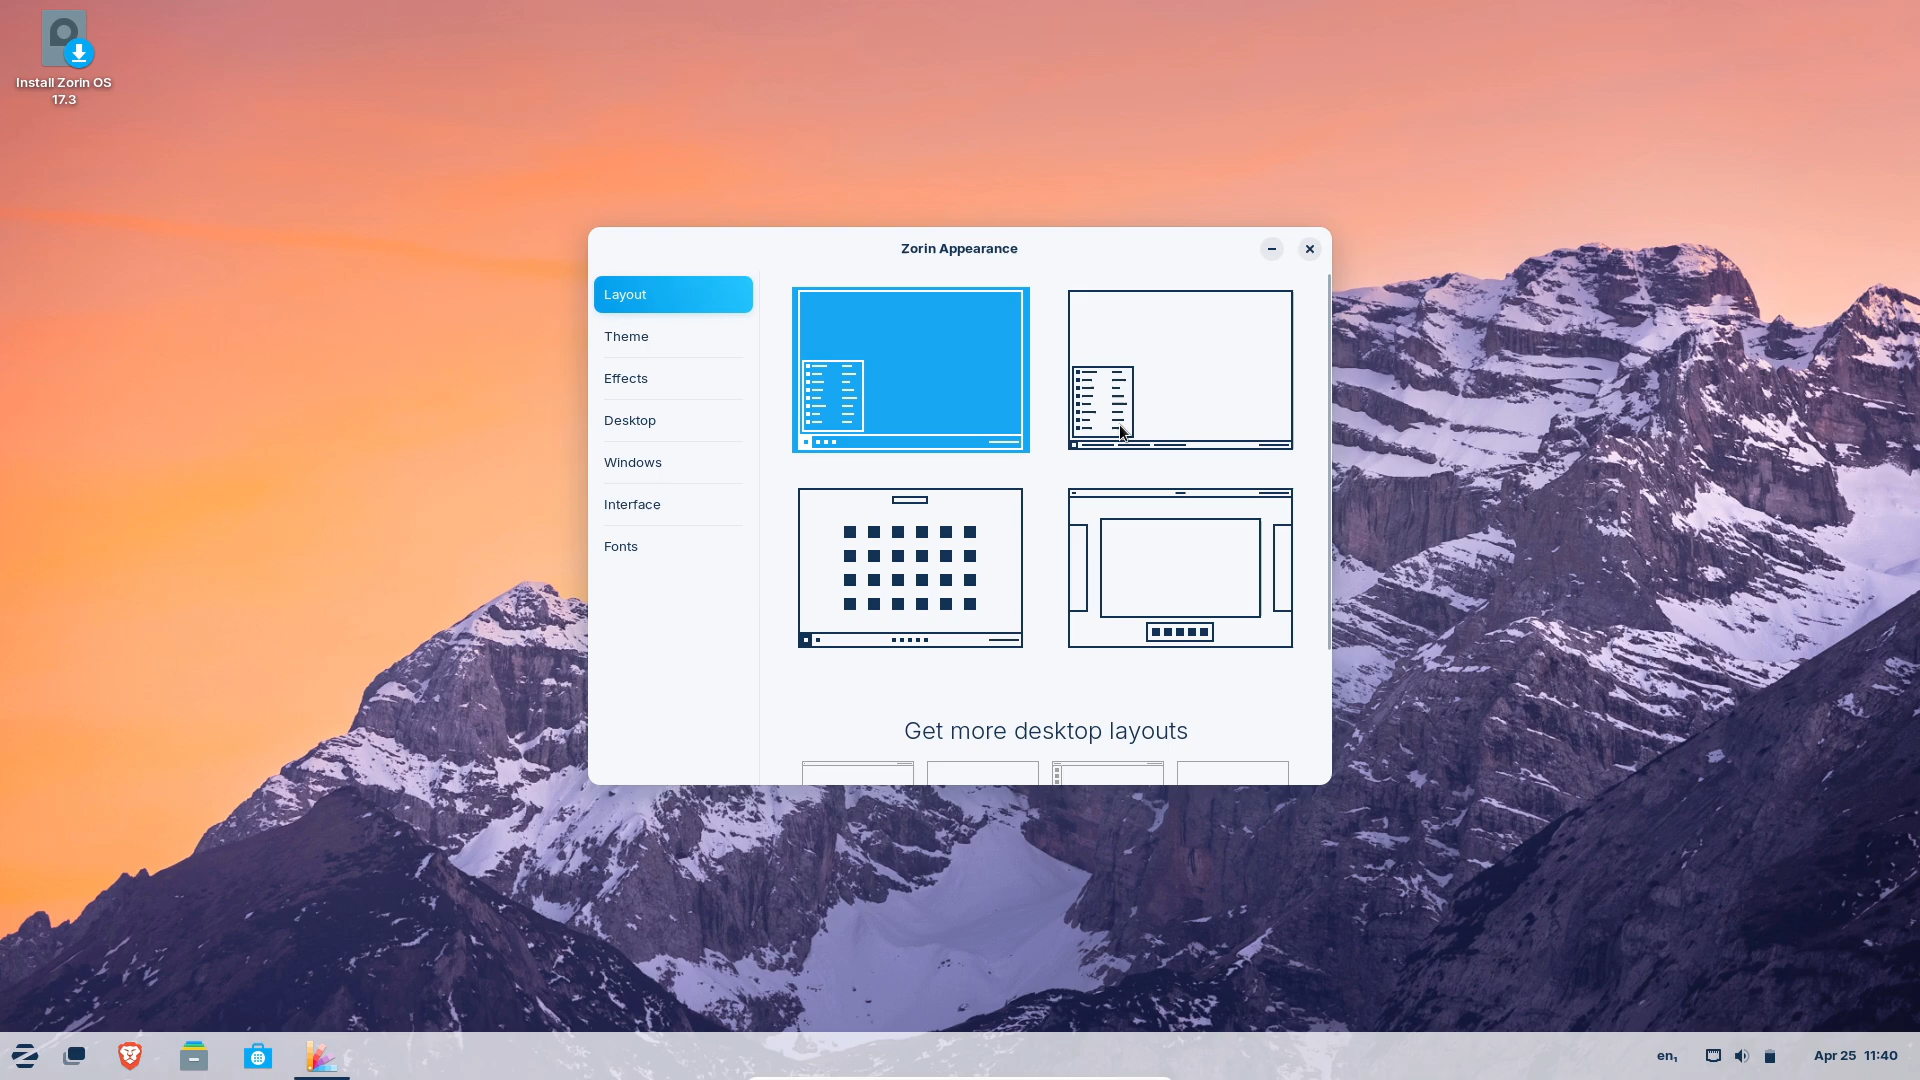 Install Zorin OS
17.3
Zorin Appearance
Layout
Theme
Effects
Desktop
Windows
Interface
Fonts
Get more desktop layouts
en₁
Apr 25 11:40